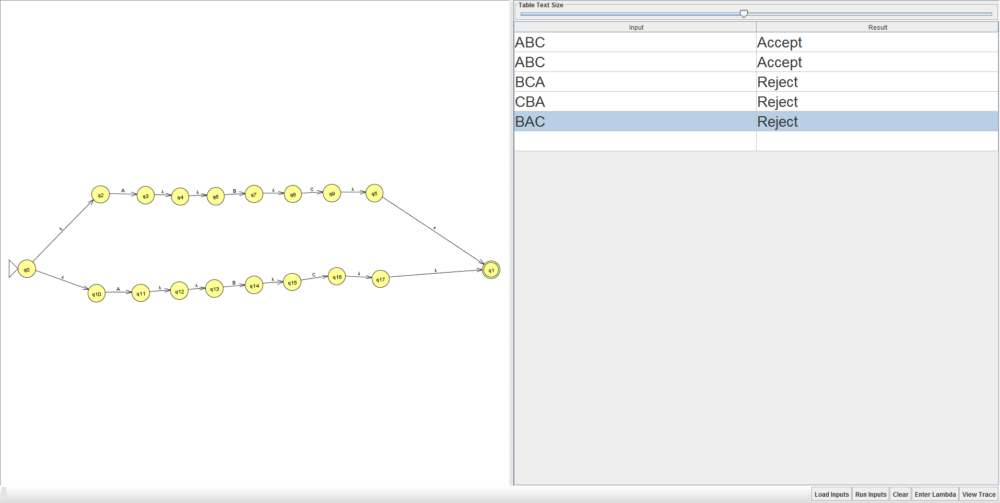 Table Text Size
Input Result
ABC Accept
ABC Accept
BCA Reject
CBA Reject
BAC Reject
q2 A q3 λ q4 λ q6 B q7 λ q8 C q9 λ q5
λ λ
q0 q1
λ λ
q10 A q11 λ q12 λ q13 B q14 λ q15 C q16 λ q17
Load Inputs Run Inputs Clear Enter Lambda View Trace